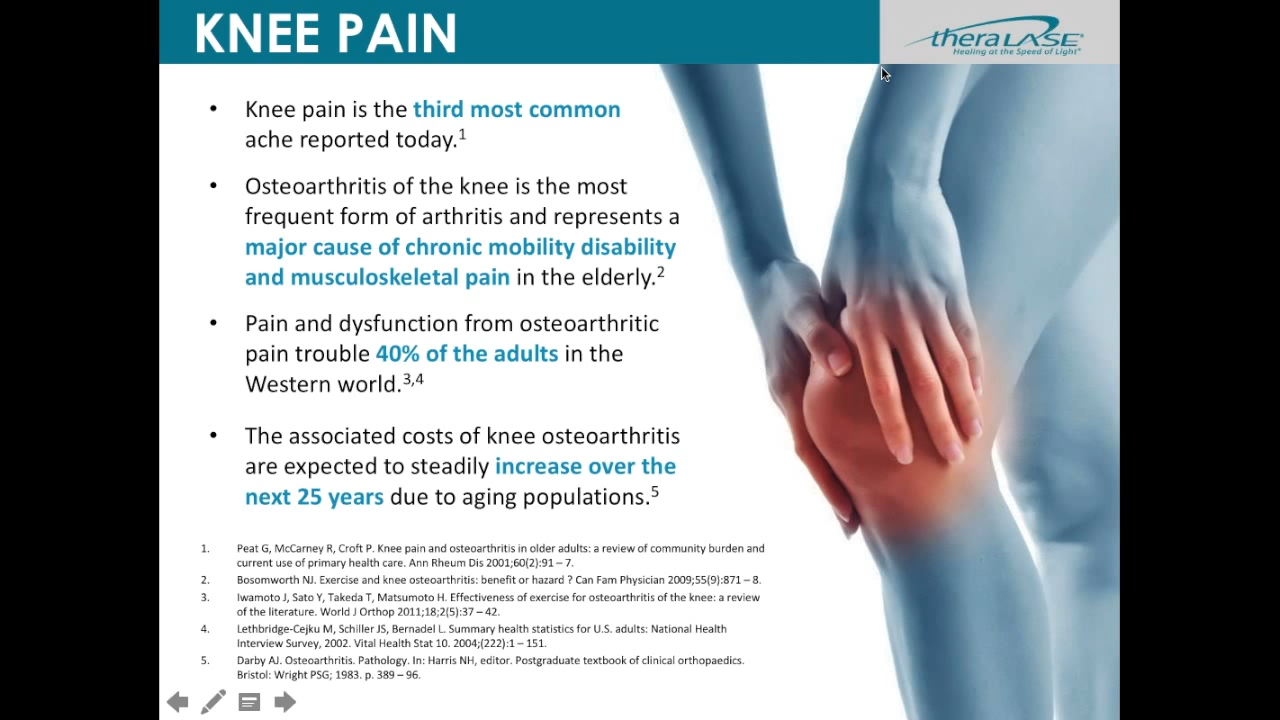 KNEE PAIN
theraLASE®
Healing at the Speed of Light®
• Knee pain is the third most common
ache reported today.1
• Osteoarthritis of the knee is the most
frequent form of arthritis and represents a
major cause of chronic mobility disability
and musculoskeletal pain in the elderly.2
• Pain and dysfunction from osteoarthritic
pain trouble 40% of the adults in the
Western world.3,4
• The associated costs of knee osteoarthritis
are expected to steadily increase over the
next 25 years due to aging populations.5
1. Peat G, McCarney R, Croft P. Knee pain and osteoarthritis in older adults: a review of community burden and
current use of primary health care. Ann Rheum Dis 2001;60(2):91 – 7.
2. Bosomworth NJ. Exercise and knee osteoarthritis: benefit or hazard ? Can Fam Physician 2009;55(9):871 – 8.
3. Iwamoto J, Sato Y, Takeda T, Matsumoto H. Effectiveness of exercise for osteoarthritis of the knee: a review
of the literature. World J Orthop 2011;18;2(5):37 – 42.
4. Lethbridge-Cejku M, Schiller JS, Bernadel L. Summary health statistics for U.S. adults: National Health
Interview Survey, 2002. Vital Health Stat 10. 2004;(222):1 – 151.
5. Darby AJ. Osteoarthritis. Pathology. In: Harris NH, editor. Postgraduate textbook of clinical orthopaedics.
Bristol: Wright PSG; 1983. p. 389 – 96.